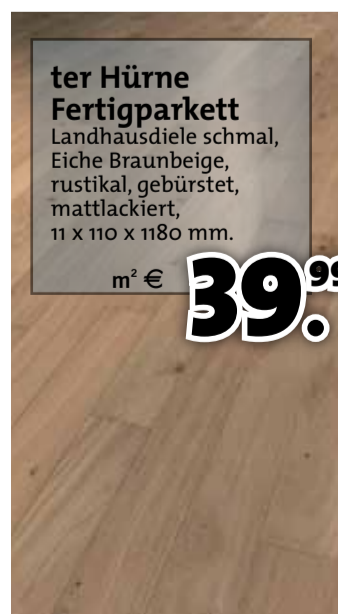 ter Hürne
Fertigparkett
Landhausdiele schmal,
Eiche Braunbeige,
rustikal, gebürstet,
mattlackiert,
11 x 110 x 1180 mm.
m² € 39.99